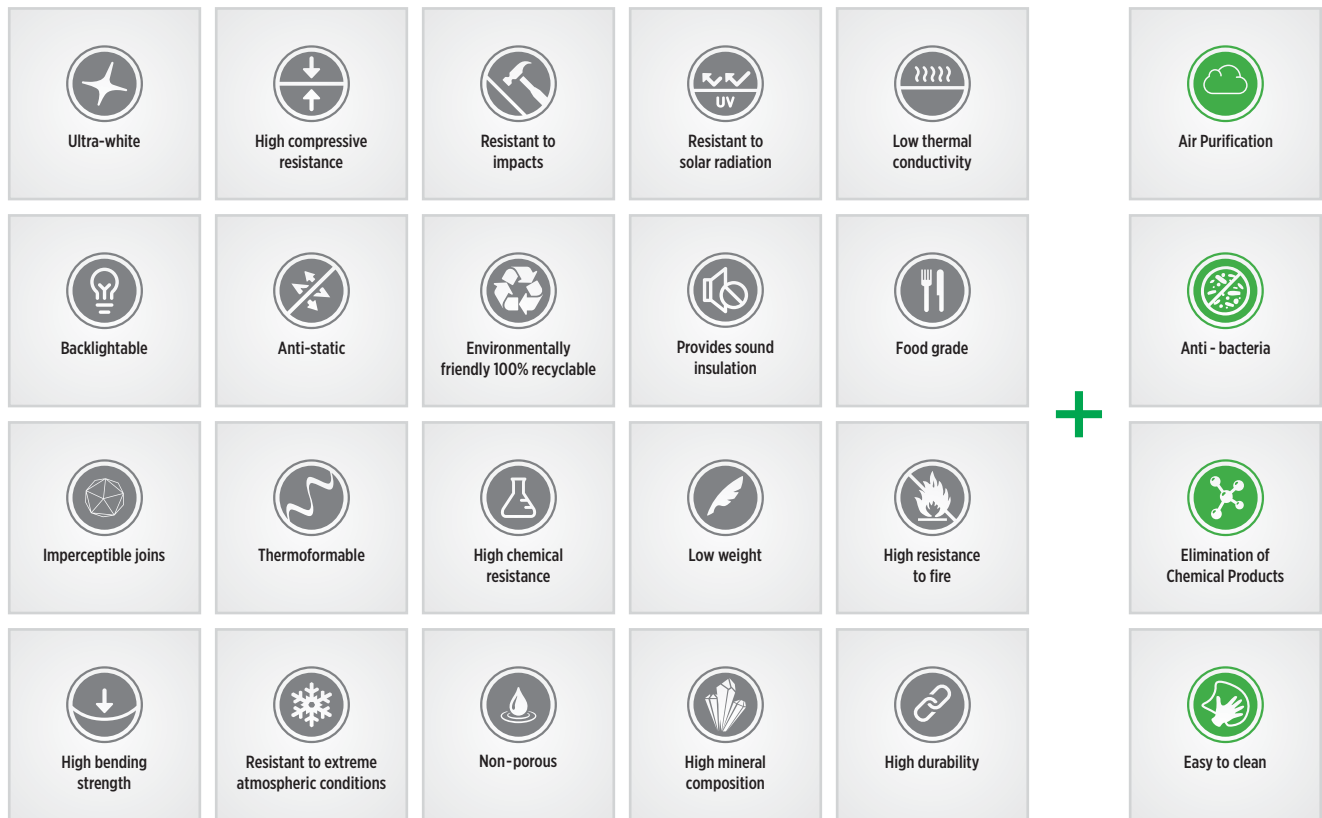 Ultra-white
High compressive
resistance
Resistant to
impacts
UV
Resistant to
solar radiation
Low thermal
conductivity
Air Purification
Backlightable
Anti-static
Environmentally
friendly 100% recyclable
Provides sound
insulation
Food grade
Anti - bacteria
+
Imperceptible joins
Thermoformable
High chemical
resistance
Low weight
High resistance
to fire
Elimination of
Chemical Products
High bending
strength
Resistant to extreme
atmospheric conditions
Non-porous
High mineral
composition
High durability
Easy to clean